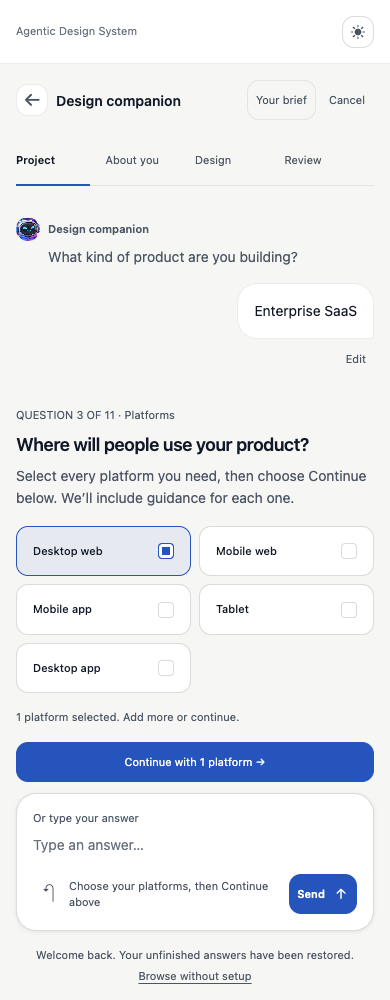 Agentic Design System
Design companion
Your brief
Cancel
Project
About you
Design
Review
Design companion
What kind of product are you building?
Enterprise SaaS
Edit
QUESTION 3 OF 11 · Platforms
Where will people use your product?
Select every platform you need, then choose Continue
below. We’ll include guidance for each one.
Desktop web
Mobile web
Mobile app
Tablet
Desktop app
1 platform selected. Add more or continue.
Continue with 1 platform →
Or type your answer
Type an answer...
Choose your platforms, then Continue
above
Send ↑
Welcome back. Your unfinished answers have been restored.
Browse without setup